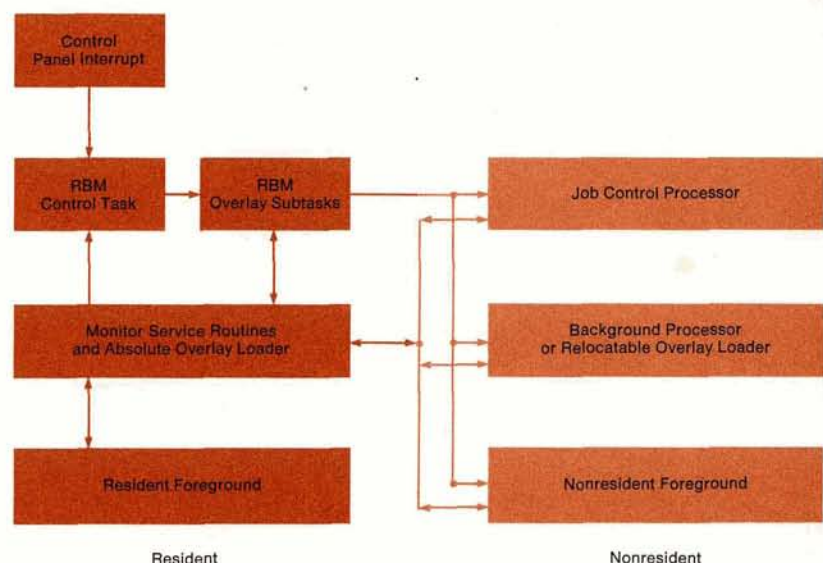 Control
Panel Interrupt
RBM
Control Task
RBM
Overlay Subtasks
Job Control Processor
Monitor Service Routines
and Absolute Overlay Loader
Background Processor
or Relocatable Overlay Loader
Resident Foreground
Nonresident Foreground
Resident
Nonresident